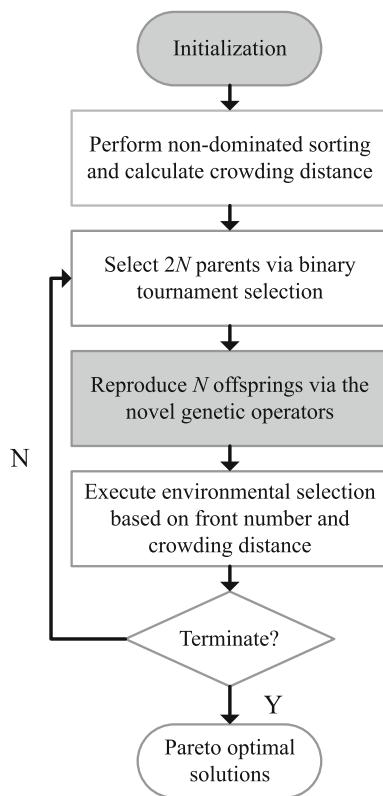 Initialization
Perform non-dominated sorting
and calculate crowding distance
Select 2N parents via binary
tournament selection
Reproduce N offsprings via the
novel genetic operators
N
Execute environmental selection
based on front number and
crowding distance
Terminate?
Y
Pareto optimal
solutions